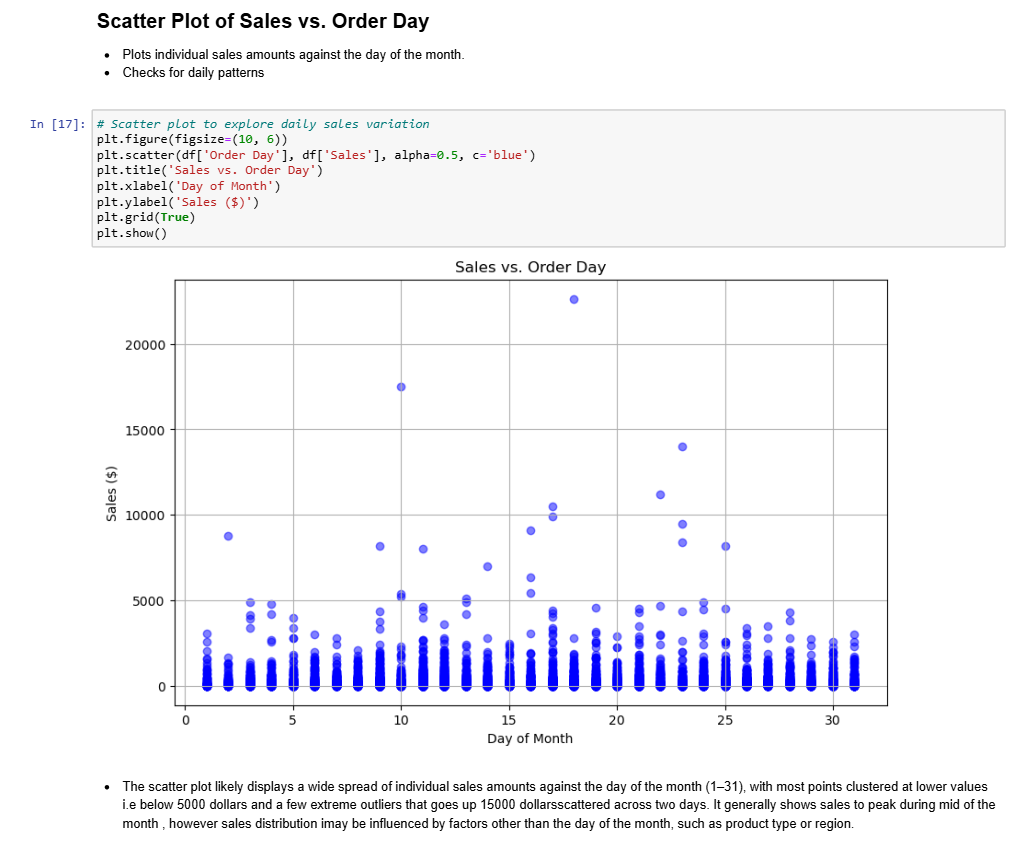 Scatter Plot of Sales vs. Order Day
• Plots individual sales amounts against the day of the month.
• Checks for daily patterns
In [17]: # Scatter plot to explore daily sales variation
plt.figure(figsize=(10, 6))
plt.scatter(df['Order Day'], df['Sales'], alpha=0.5, c='blue')
plt.title('Sales vs. Order Day')
plt.xlabel('Day of Month')
plt.ylabel('Sales ($)')
plt.grid(True)
plt.show()
Sales vs. Order Day
20000
15000
10000
5000
0
Sales ($)
0 5 10 15 20 25 30
Day of Month
• The scatter plot likely displays a wide spread of individual sales amounts against the day of the month (1–31), with most points clustered at lower values
i.e below 5000 dollars and a few extreme outliers that goes up 15000 dollarsscattered across two days. It generally shows sales to peak during mid of the
month , however sales distribution imay be influenced by factors other than the day of the month, such as product type or region.